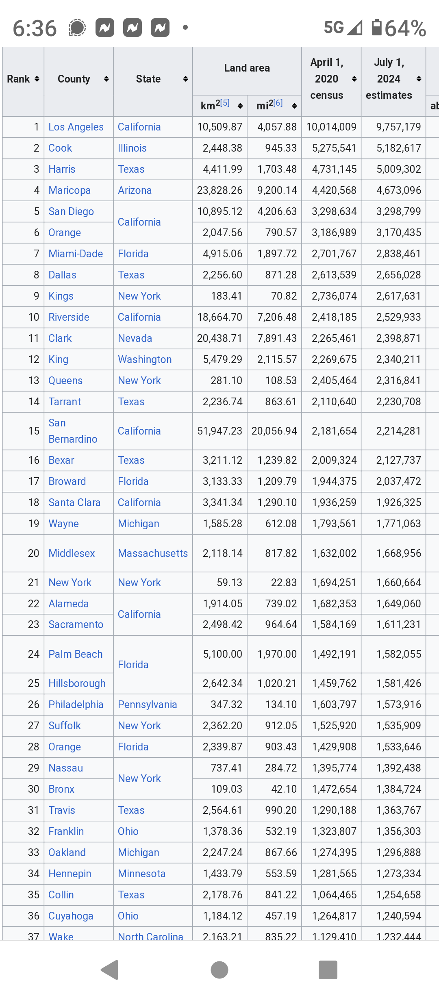 6:36 5G 64%
Rank County State Land area April 1, 2020 census July 1, 2024 estimates
km2[5] mi2[6] ab
1 Los Angeles California 10,509.87 4,057.88 10,014,009 9,757,179
2 Cook Illinois 2,448.38 945.33 5,275,541 5,182,617
3 Harris Texas 4,411.99 1,703.48 4,731,145 5,009,302
4 Maricopa Arizona 23,828.26 9,200.14 4,420,568 4,673,096
5 San Diego California 10,895.12 4,206.63 3,298,634 3,298,799
6 Orange 2,047.56 790.57 3,186,989 3,170,435
7 Miami-Dade Florida 4,915.06 1,897.72 2,701,767 2,838,461
8 Dallas Texas 2,256.60 871.28 2,613,539 2,656,028
9 Kings New York 183.41 70.82 2,736,074 2,617,631
10 Riverside California 18,664.70 7,206.48 2,418,185 2,529,933
11 Clark Nevada 20,438.71 7,891.43 2,265,461 2,398,871
12 King Washington 5,479.29 2,115.57 2,269,675 2,340,211
13 Queens New York 281.10 108.53 2,405,464 2,316,841
14 Tarrant Texas 2,236.74 863.61 2,110,640 2,230,708
15 San Bernardino California 51,947.23 20,056.94 2,181,654 2,214,281
16 Bexar Texas 3,211.12 1,239.82 2,009,324 2,127,737
17 Broward Florida 3,133.33 1,209.79 1,944,375 2,037,472
18 Santa Clara California 3,341.34 1,290.10 1,936,259 1,926,325
19 Wayne Michigan 1,585.28 612.08 1,793,561 1,771,063
20 Middlesex Massachusetts 2,118.14 817.82 1,632,002 1,668,956
21 New York New York 59.13 22.83 1,694,251 1,660,664
22 Alameda California 1,914.05 739.02 1,682,353 1,649,060
23 Sacramento 2,498.42 964.64 1,584,169 1,611,231
24 Palm Beach Florida 5,100.00 1,970.00 1,492,191 1,582,055
25 Hillsborough 2,642.34 1,020.21 1,459,762 1,581,426
26 Philadelphia Pennsylvania 347.32 134.10 1,603,797 1,573,916
27 Suffolk New York 2,362.20 912.05 1,525,920 1,535,909
28 Orange Florida 2,339.87 903.43 1,429,908 1,533,646
29 Nassau New York 737.41 284.72 1,395,774 1,392,438
30 Bronx 109.03 42.10 1,472,654 1,384,724
31 Travis Texas 2,564.61 990.20 1,290,188 1,363,767
32 Franklin Ohio 1,378.36 532.19 1,323,807 1,356,303
33 Oakland Michigan 2,247.24 867.66 1,274,395 1,296,888
34 Hennepin Minnesota 1,433.79 553.59 1,281,565 1,273,334
35 Collin Texas 2,178.76 841.22 1,064,465 1,254,658
36 Cuyahoga Ohio 1,184.12 457.19 1,264,817 1,240,594
37 Wake North Carolina 2,163.21 835.22 1,129,410 1,232,444